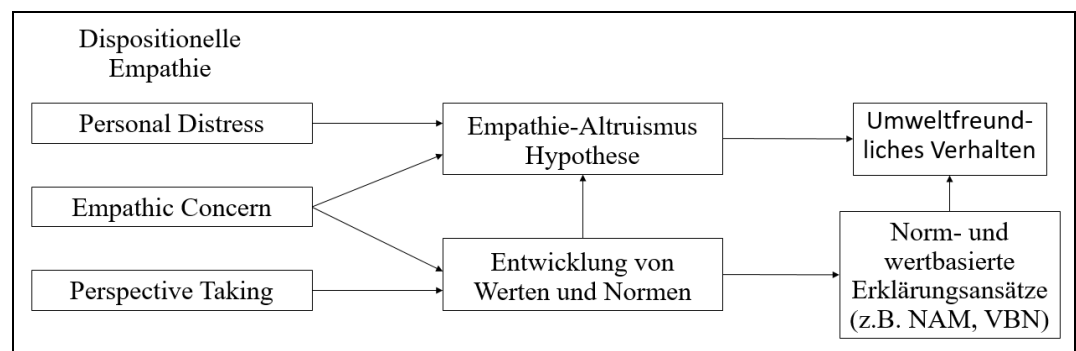 Dispositionelle
Empathie
Personal Distress
Empathic Concern
Perspective Taking
Empathie-Altruismus
Hypothese
Entwicklung von
Werten und Normen
Umweltfreund-
liches Verhalten
Norm- und
wertbasierte
Erklärungsansätze
(z.B. NAM, VBN)